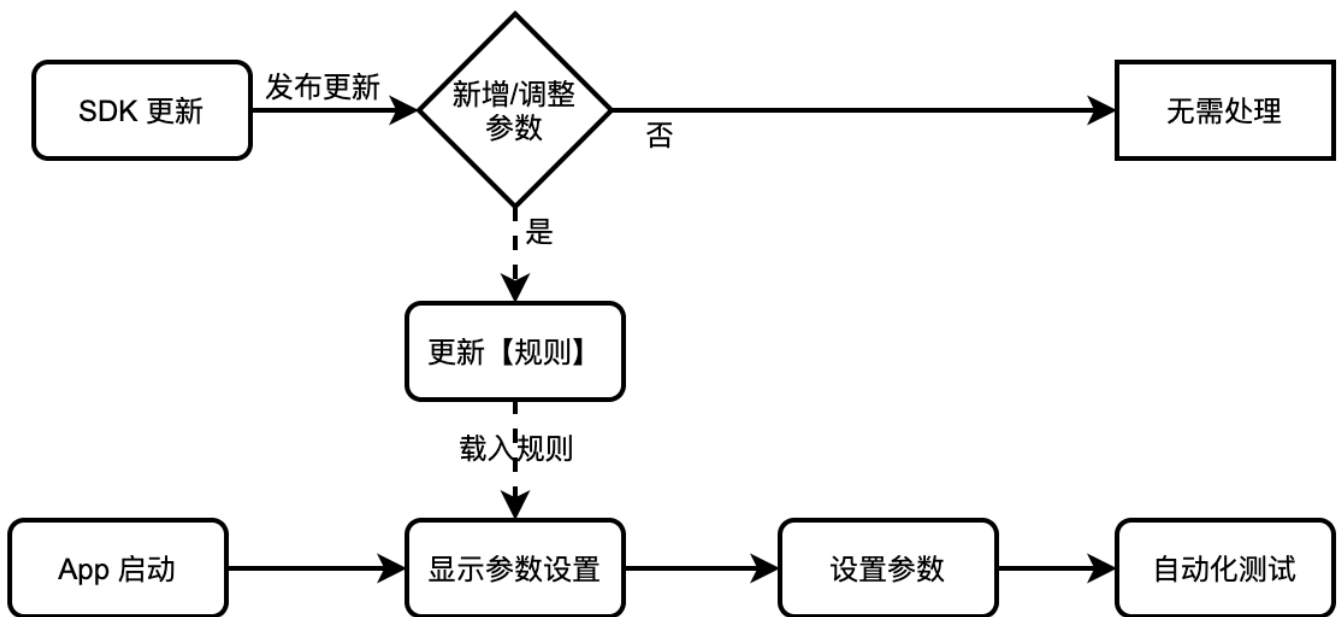 SDK 更新
发布更新
新增/调整
参数
否
无需处理
是
更新【规则】
载入规则
App 启动
显示参数设置
设置参数
自动化测试